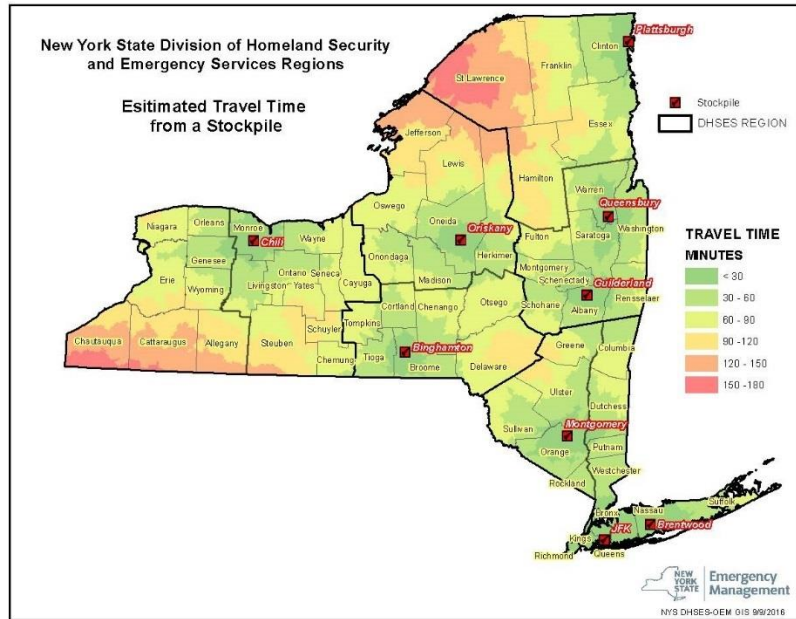 New York State Division of Homeland Security
and Emergency Services Regions
Esitimated Travel Time
from a Stockpile
Plattsburgh
Clinton
Franklin
St Lawrence
Stockpile
DHSES REGION
Essex
Jefferson
Lewis
Hamilton
Warren
Queensbury
Oswego
Oneida
Oriskany
Washington
Saratoga
Fulton
Niagara
Orleans
Monroe
Chili
Wayne
Genesee
Onondaga
Herkimer
Montgomery
Madison
Guilderland
Schenectady
Erie
Wyoming
Ontario
Seneca
Livingston
Yates
Cayuga
Otsego
Schoharie
Albany
Rensselaer
Cortland
Chenango
Tompkins
Schuyler
Chautauqua
Cattaraugus
Allegany
Steuben
Chemung
Tioga
Binghamton
Broome
Delaware
Greene
Columbia
Ulster
Dutchess
Sullivan
Montgomery
Orange
Putnam
Westchester
Rockland
Bronx
Nassau
Suffolk
JFK
Brentwood
Kings
Queens
Richmond
TRAVEL TIME
MINUTES
< 30
30 - 60
60 - 90
90 -120
120 - 150
150 -180
NEW
YORK
STATE
Emergency
Management
NYS DHSES-OEM GIS 9/9/2016